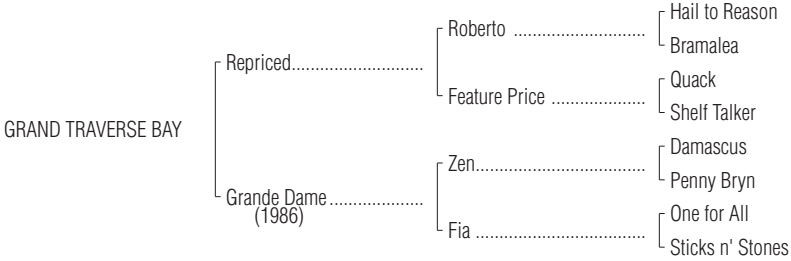 Hail to Reason
Roberto ............................
Bramalea
Repriced............................
Quack
Feature Price ....................
Shelf Talker
GRAND TRAVERSE BAY
Damascus
Zen....................................
Penny Bryn
Grande Dame ....................
(1986)
One for All
Fia ....................................
Sticks n' Stones